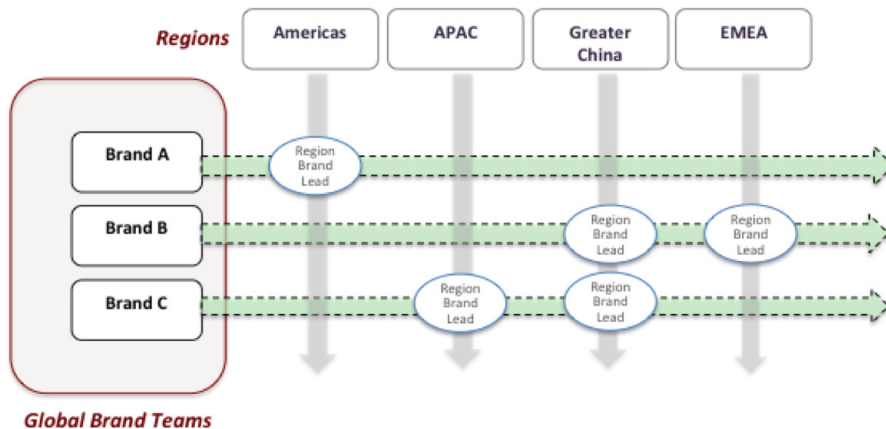 Regions
Americas
APAC
Greater
China
EMEA
Brand A
Region
Brand
Lead
Brand B
Region
Brand
Lead
Region
Brand
Lead
Brand C
Region
Brand
Lead
Region
Brand
Lead
Global Brand Teams